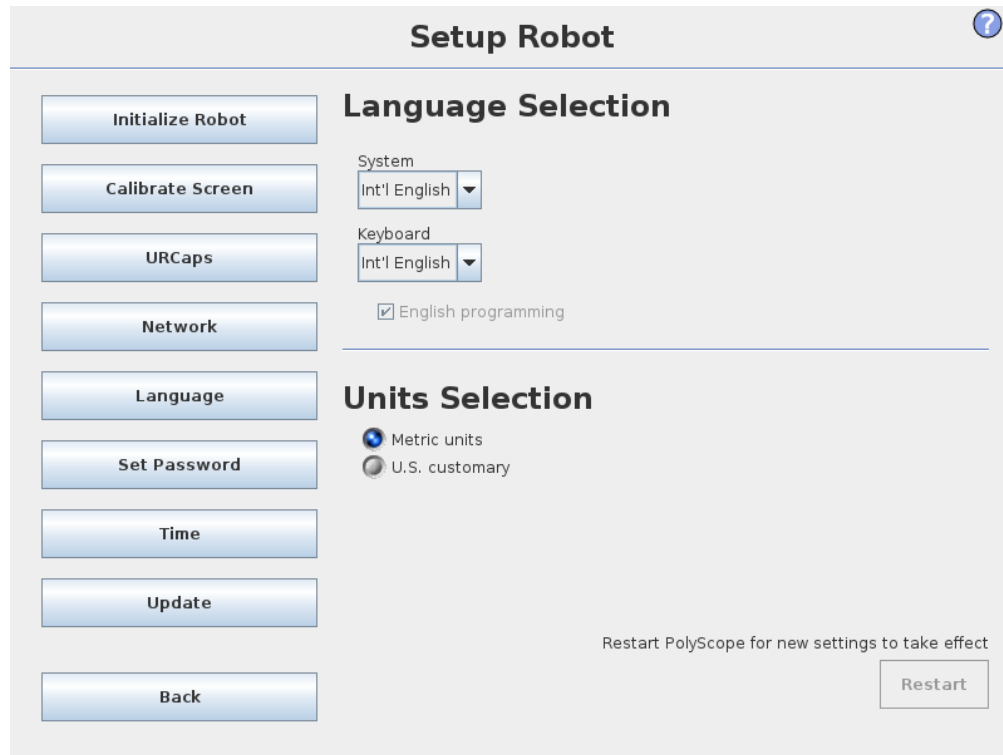 Setup Robot
?
Initialize Robot
Calibrate Screen
URCaps
Network
Language
Set Password
Time
Update
Back
Language Selection
System
Int'l English
Keyboard
Int'l English
English programming
Units Selection
Metric units
U.S. customary
Restart PolyScope for new settings to take effect
Restart